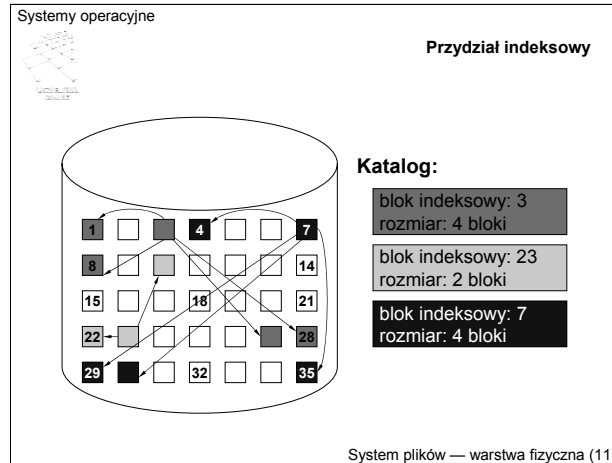 Systemy operacyjne
Przydział indeksowy
Katalog:
blok indeksowy: 3
rozmiar: 4 bloki
blok indeksowy: 23
rozmiar: 2 bloki
blok indeksowy: 7
rozmiar: 4 bloki
1 4 7
8 14
15 18 21
22 28
29 32 35
System plików — warstwa fizyczna (11